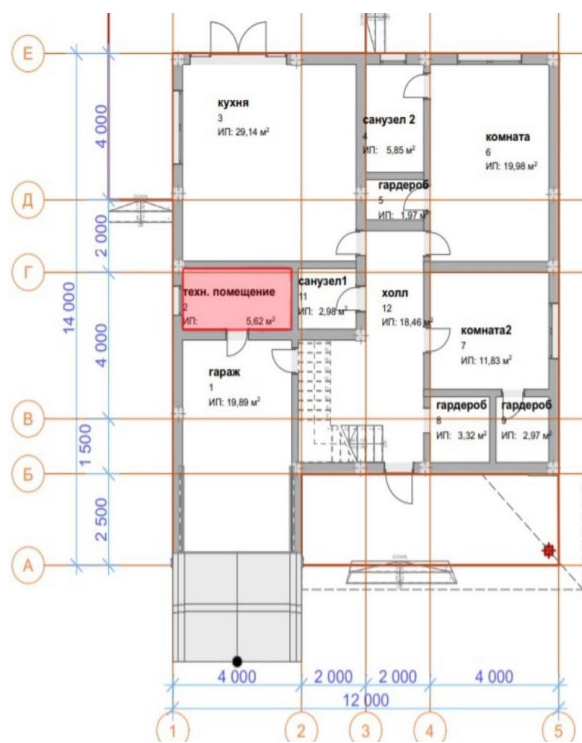 Е
кухня
3
ИП: 29,14 м²
санузел 2
4
ИП: 5,85 м²
комната
6
ИП: 19,98 м²
4 000
гардероб
5
ИП: 1,97 м²
Д
2 000
Г
14 000
техн. помещение
2
ИП: 5,62 м²
санузел1
11
ИП: 2,98 м²
холл
12
ИП: 18,46 м²
комната2
7
ИП: 11,83 м²
4 000
гараж
1
ИП: 19,89 м²
гардероб
8
ИП: 3,32 м²
гардероб
9
ИП: 2,97 м²
В
1 500
Б
2 500
А
4 000
2 000
2 000
4 000
12 000
1
2
3
4
5